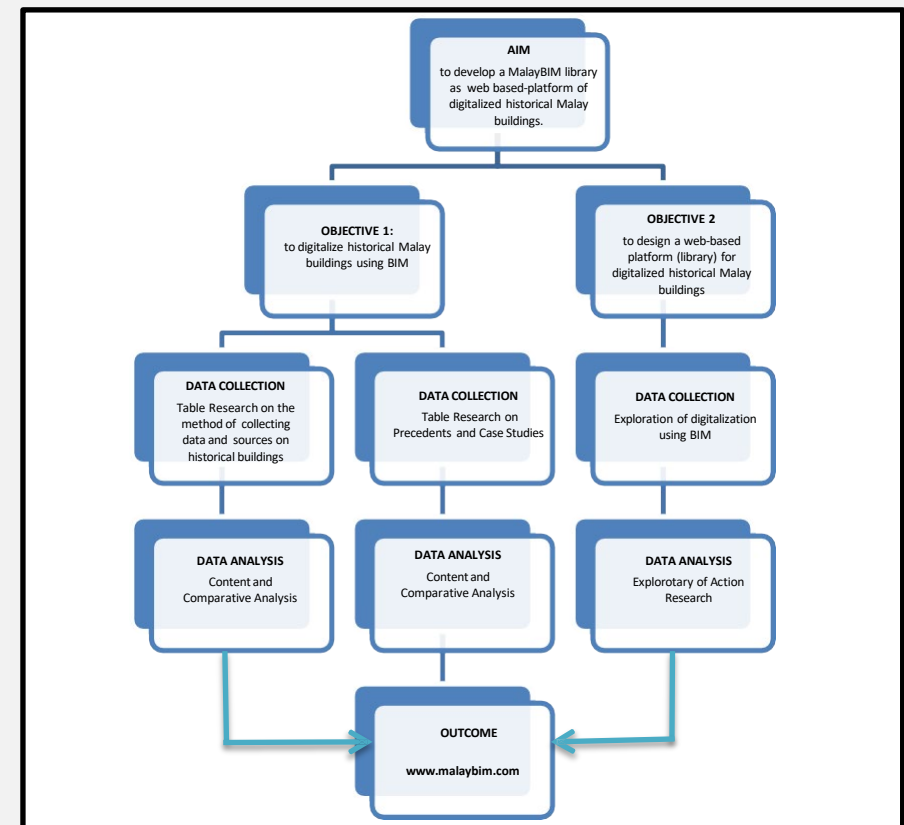 AIM
to develop a MalayBIM library
as web based-platform of
digitalized historical Malay
buildings.
OBJECTIVE 1:
to digitalize historical Malay
buildings using BIM
OBJECTIVE 2
to design a web-based
platform (library) for
digitalized historical Malay
buildings
DATA COLLECTION
Table Research on the
method of collecting
data and sources on
historical buildings
DATA COLLECTION
Table Research on
Precedents and Case Studies
DATA COLLECTION
Exploration of digitalization
using BIM
DATA ANALYSIS
Content and
Comparative Analysis
DATA ANALYSIS
Content and
Comparative Analysis
DATA ANALYSIS
Explorotary of Action
Research
OUTCOME
www.malaybim.com